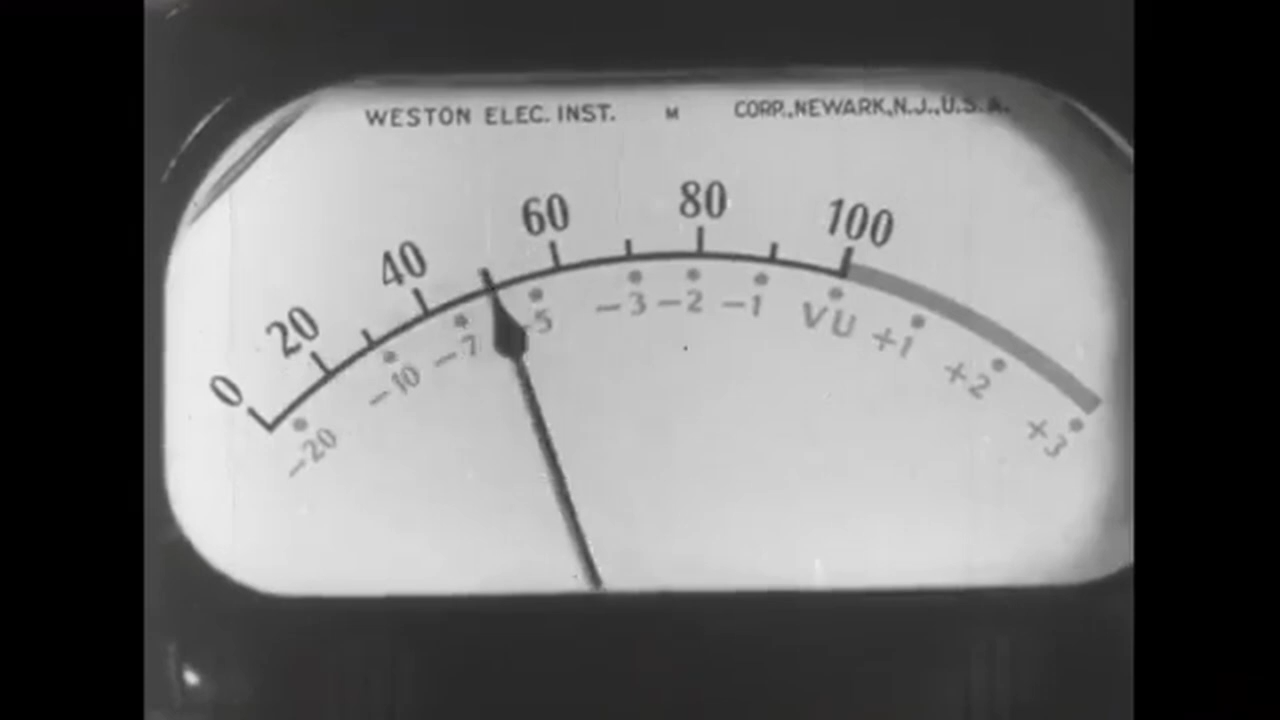 WESTON ELEC. INST. M CORP., NEWARK, N.J., U.S.A.
0 20 40 60 80 100
-20 -10 -7 -5 -3 -2 -1 VU +1 +2 +3